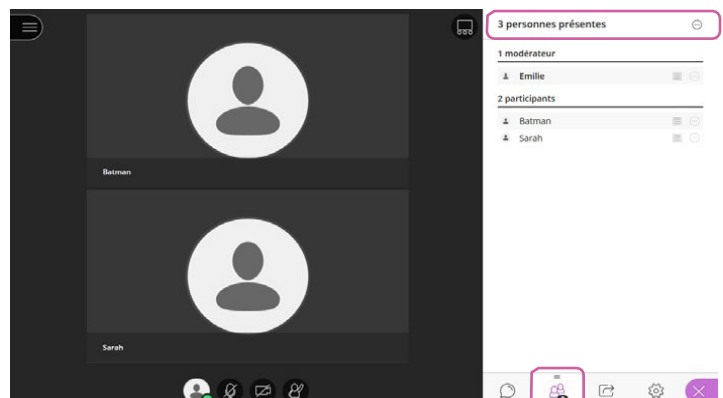 3 personnes présentes
1 modérateur
Emilie
2 participants
Batman
Sarah
Batman
Sarah